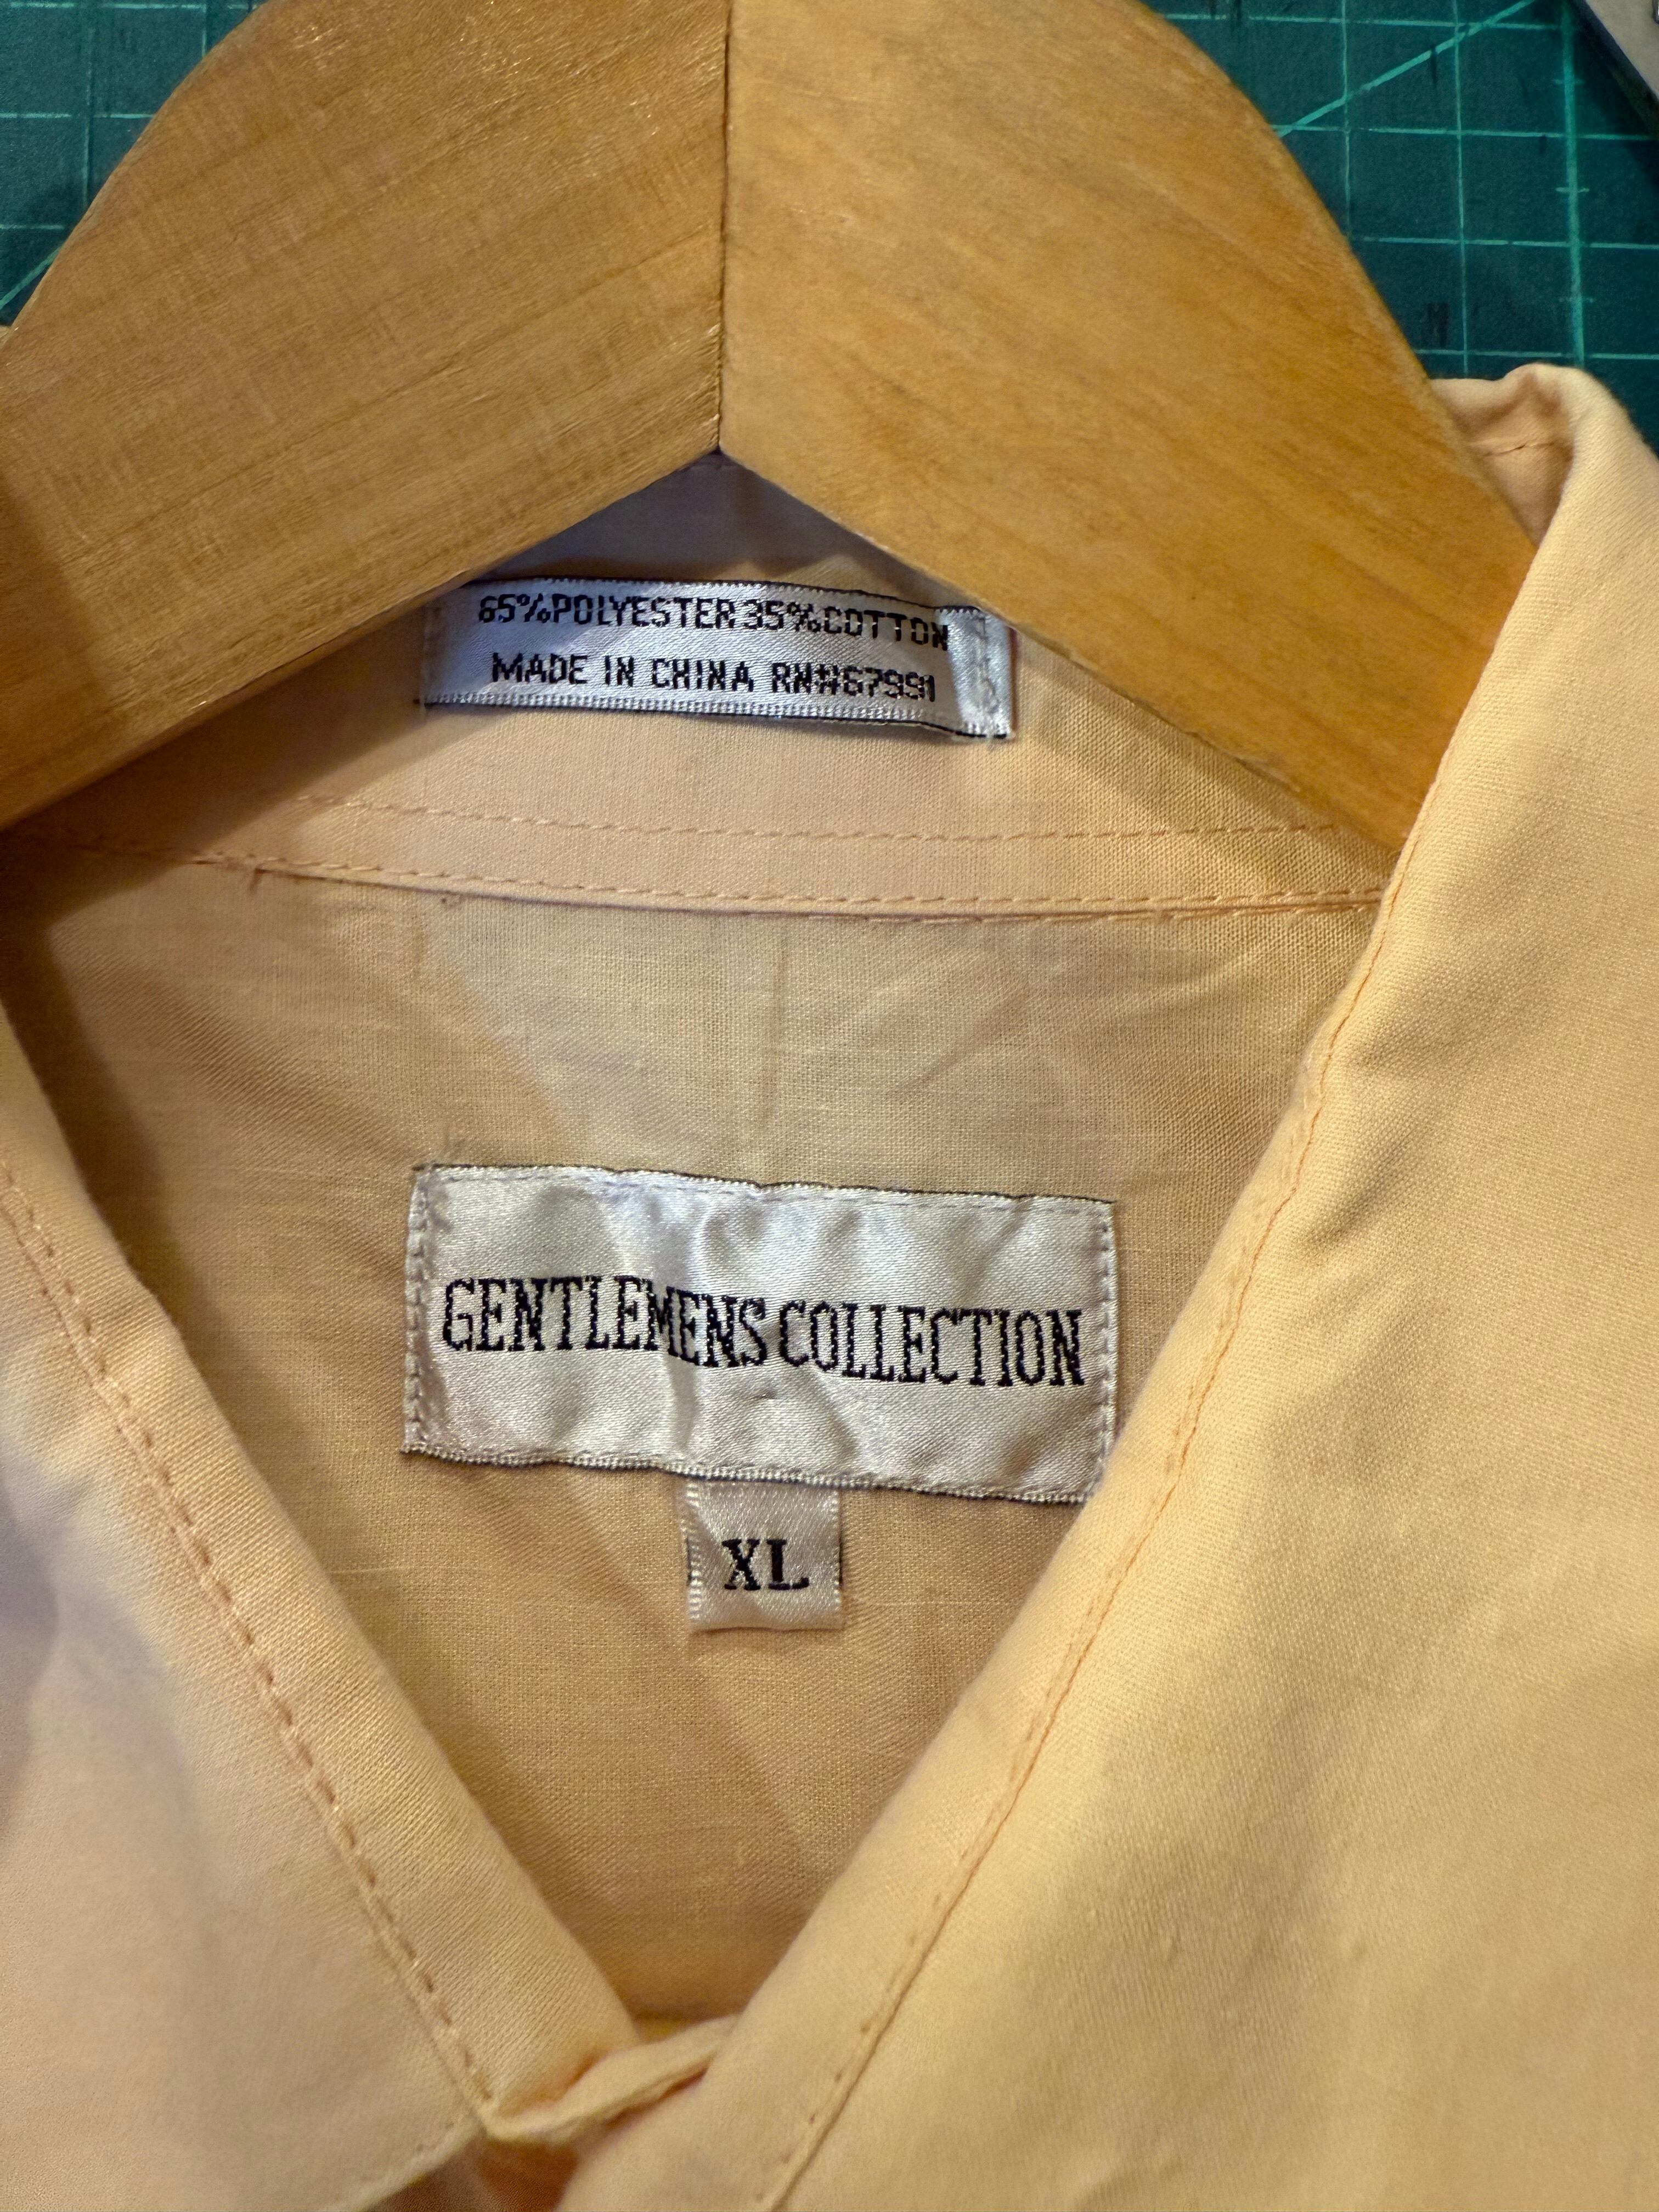 65%POLYESTER 35%COTTON
MADE IN CHINA RN#67991
GENTLEMENS COLLECTION
XL